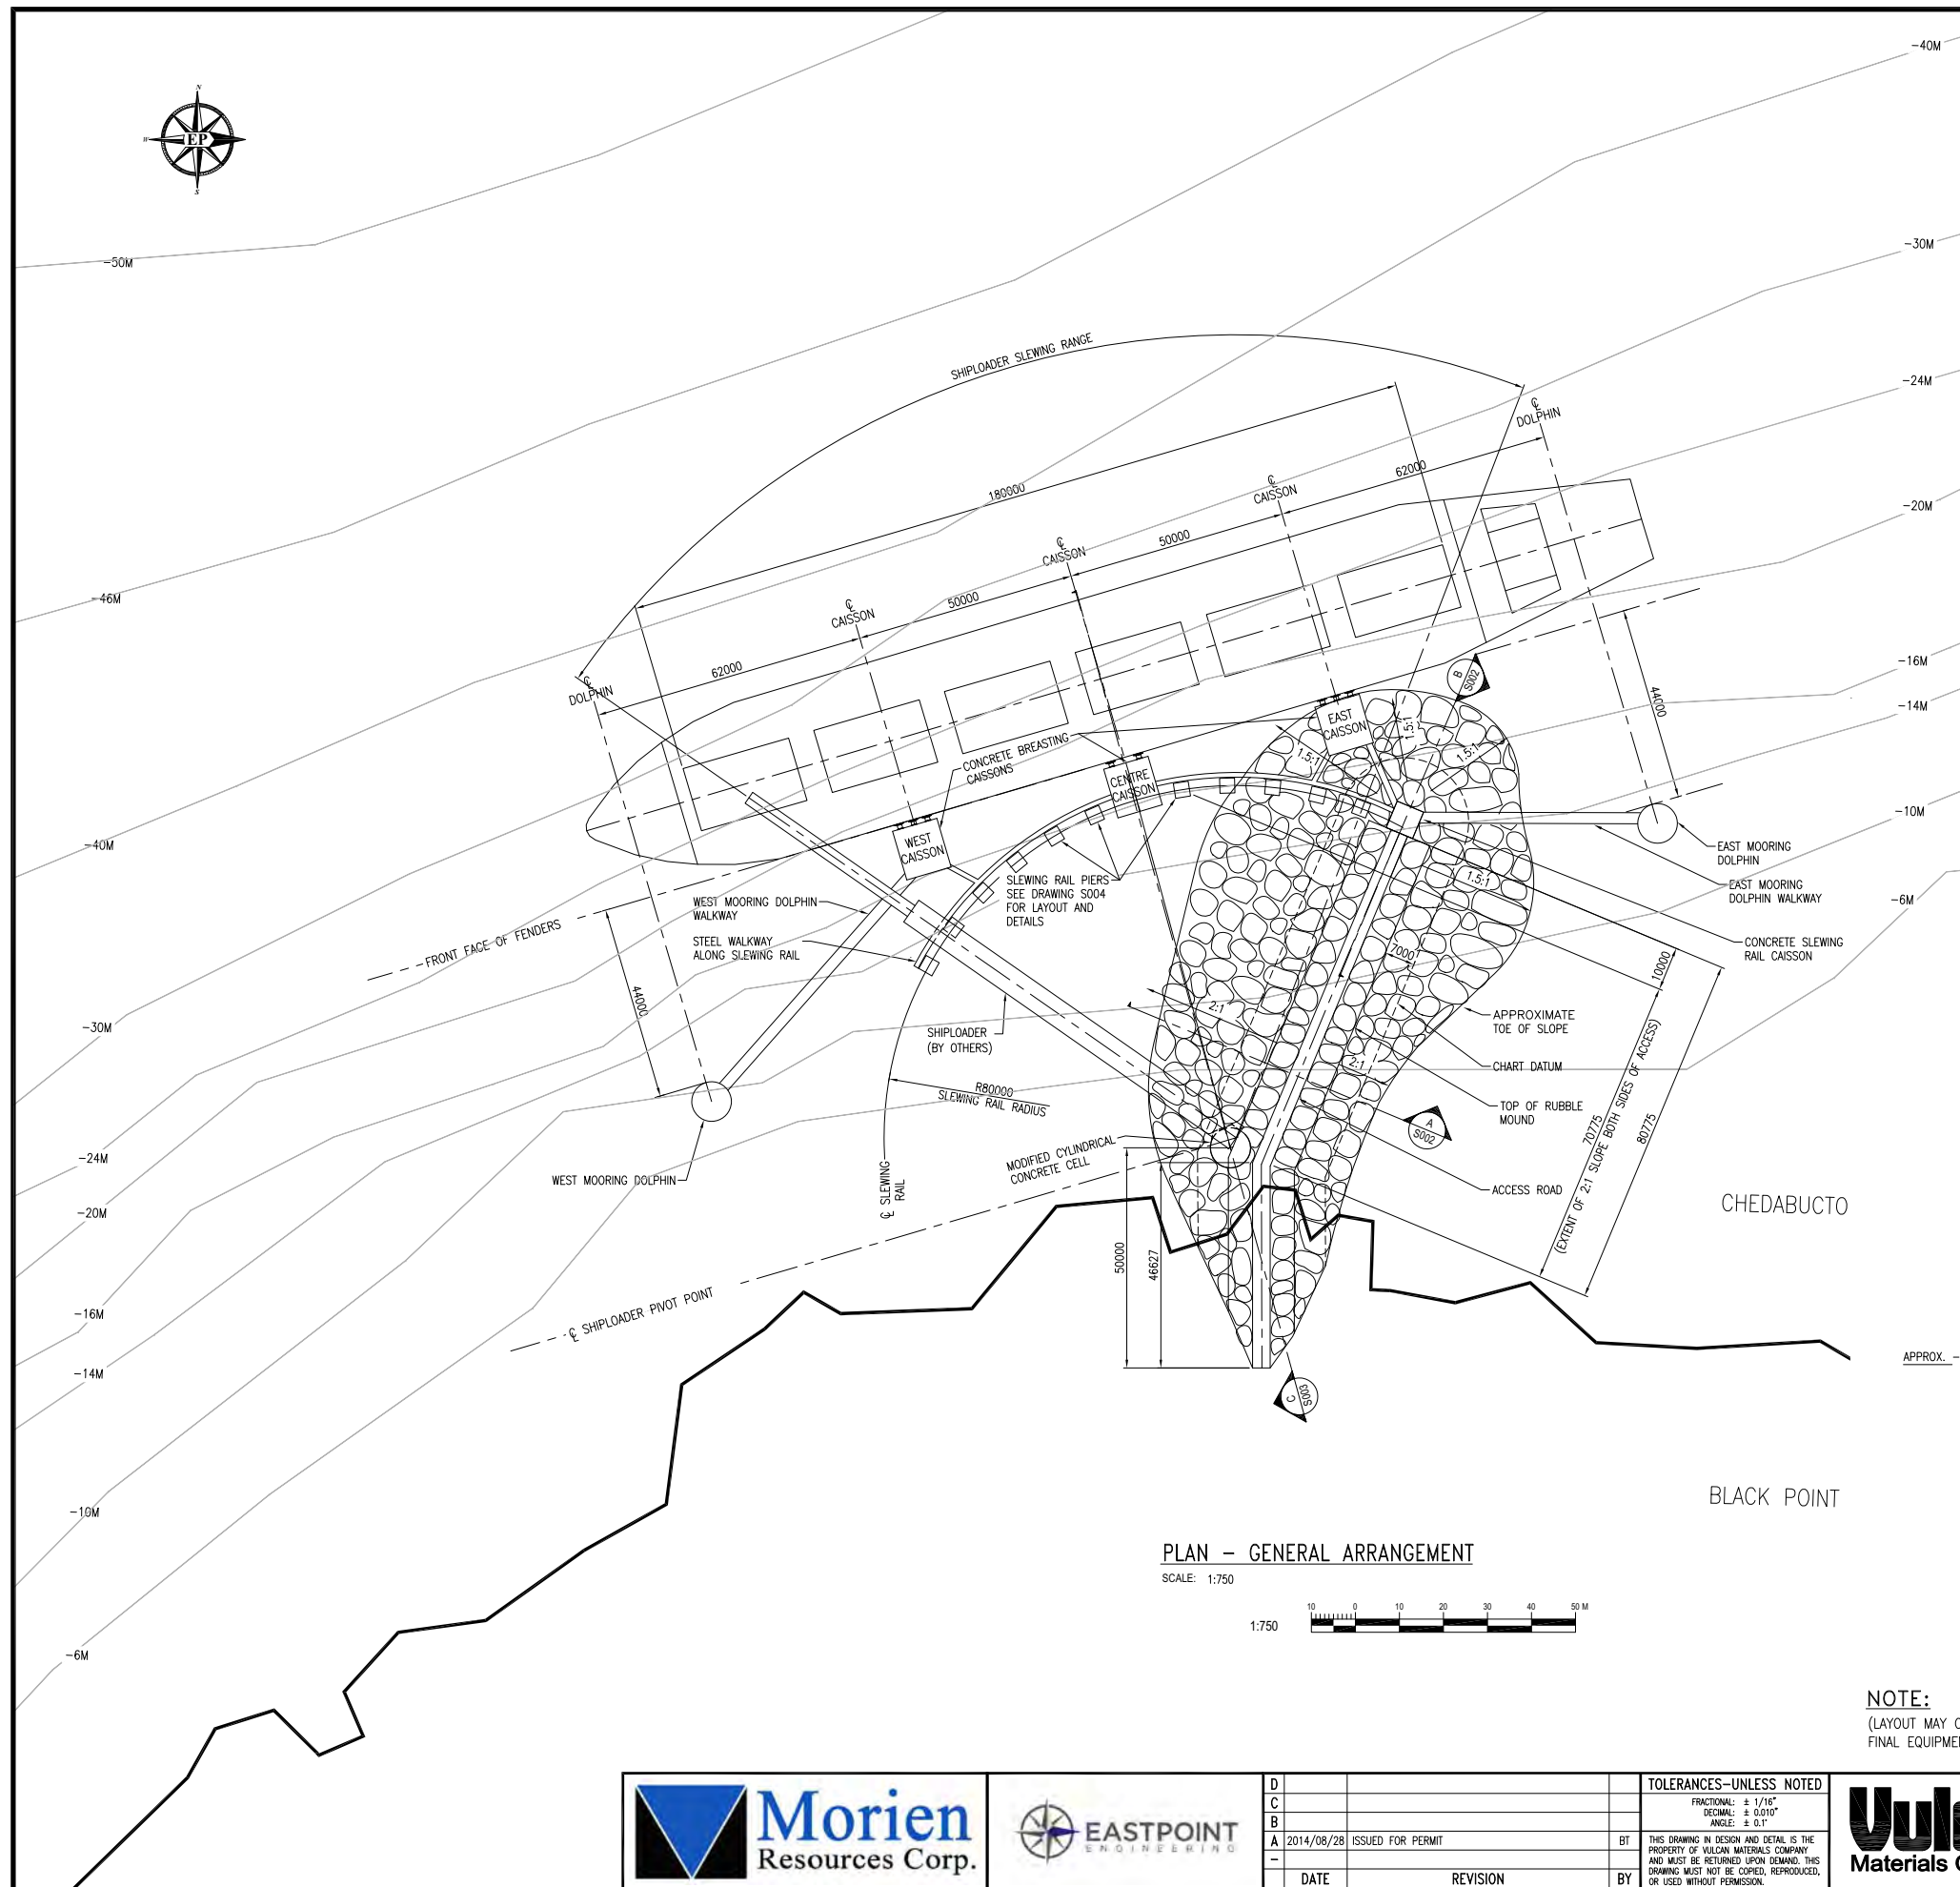 -40M
N
W
EP
S
-50M
-30M
-24M
-20M
-46M
-16M
-14M
-40M
-10M
-6M
-30M
-24M
-20M
-16M
-14M
-10M
-6M
SHIPLOADER SLEWING RANGE
DOLPHIN
62000
CAISSON
180000
50000
CAISSON
50000
CAISSON
62000
DOLPHIN
44000
B
S002
EAST
CAISSON
1.5:1
1.5:1
1.5:1
CONCRETE BREASTING
CAISSONS
CENTRE
CAISSON
WEST
CAISSON
EAST MOORING
DOLPHIN
1.5:1
EAST MOORING
DOLPHIN WALKWAY
SLEWING RAIL PIERS
SEE DRAWING S004
FOR LAYOUT AND
DETAILS
WEST MOORING DOLPHIN
WALKWAY
STEEL WALKWAY
ALONG SLEWING RAIL
FRONT FACE OF FENDERS
CONCRETE SLEWING
RAIL CAISSON
7000
10000
44000
2:1
APPROXIMATE
TOE OF SLOPE
SHIPLOADER
(BY OTHERS)
CHART DATUM
2:1
R80000
SLEWING RAIL RADIUS
TOP OF RUBBLE
MOUND
A
S002
70775
(EXTENT OF 2:1 SLOPE BOTH SIDES OF ACCESS)
80775
MODIFIED CYLINDRICAL
CONCRETE CELL
WEST MOORING DOLPHIN
℄ SLEWING
RAIL
ACCESS ROAD
CHEDABUCTO
50000
46627
℄ SHIPLOADER PIVOT POINT
APPROX. -
C
S003
BLACK POINT
PLAN - GENERAL ARRANGEMENT
SCALE: 1:750
1:750
10 0 10 20 30 40 50 M
NOTE:
(LAYOUT MAY
FINAL
Morien
Resources Corp.
EASTPOINT
ENGINEERING
D
C
B
A 2014/08/28 ISSUED FOR PERMIT BT
-
DATE REVISION BY
TOLERANCES-UNLESS NOTED
FRACTIONAL: ± 1/16"
DECIMAL: ± 0.010"
ANGLE: ± 0.1°
THIS DRAWING IN DESIGN AND DETAIL IS THE
PROPERTY OF VULCAN MATERIALS COMPANY
AND MUST BE RETURNED UPON DEMAND. THIS
DRAWING MUST NOT BE COPIED, REPRODUCED,
OR USED WITHOUT PERMISSION.
Materials